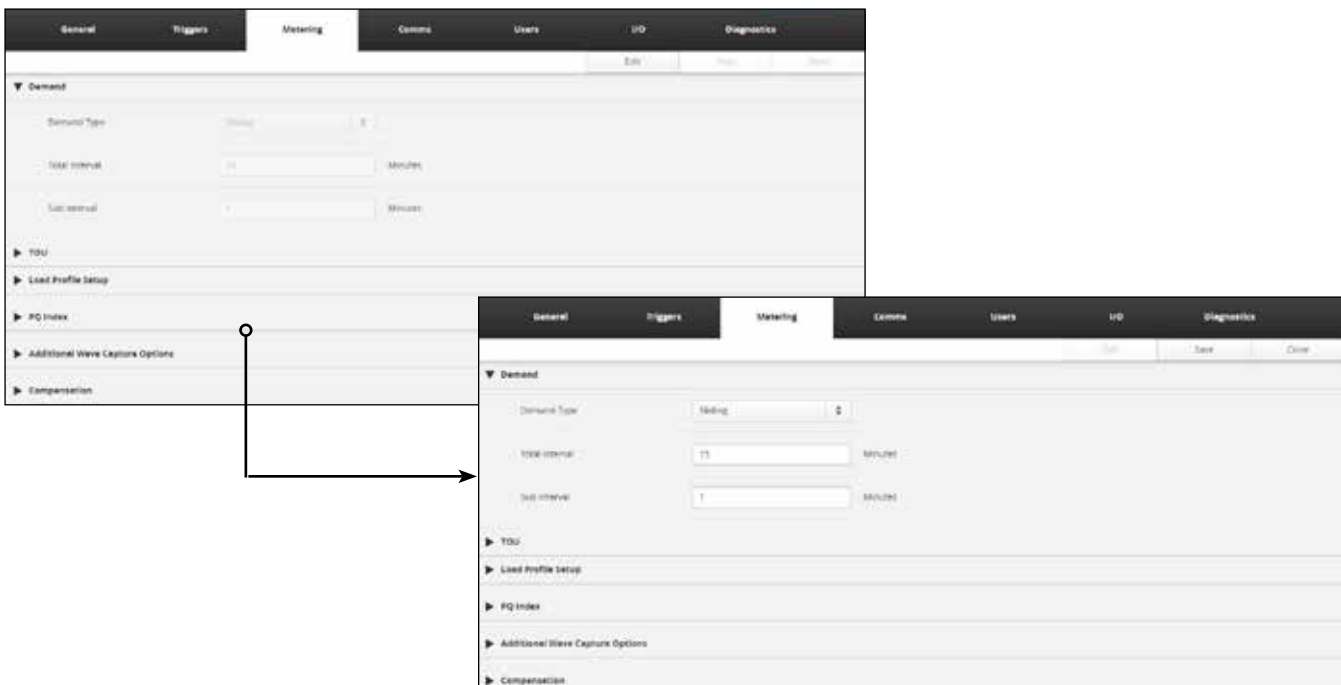 General Triggers Metering Comms Users I/O Diagnostics
Edit
▼ Demand
Demand Type
Total Interval Minutes
Sub Interval Minutes
▶ TOU
▶ Load Profile Setup
▶ PQ Index
▶ Additional Wave Capture Options
▶ Compensation
General Triggers Metering Comms Users I/O Diagnostics
Edit Save Close
▼ Demand
Demand Type Sliding
Total Interval 15 Minutes
Sub Interval 1 Minutes
▶ TOU
▶ Load Profile Setup
▶ PQ Index
▶ Additional Wave Capture Options
▶ Compensation